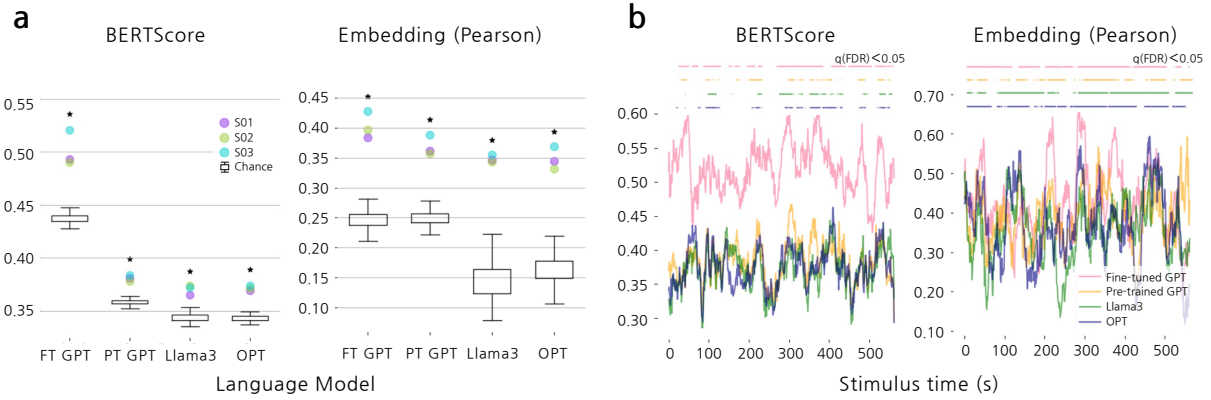 a
BERTScore
Embedding (Pearson)
0.55
0.50
0.45
0.40
0.35
S01
S02
S03
Chance
FT GPT
PT GPT
Llama3
OPT
0.45
0.40
0.35
0.30
0.25
0.20
0.15
0.10
FT GPT
PT GPT
Llama3
OPT
Language Model
b
BERTScore
Embedding (Pearson)
q(FDR)<0.05
0.60
0.55
0.50
0.45
0.40
0.35
0.30
0 100 200 300 400 500
q(FDR)<0.05
0.70
0.60
0.50
0.40
0.30
0.20
0.10
Fine-tuned GPT
Pre-trained GPT
Llama3
OPT
0 100 200 300 400 500
Stimulus time (s)